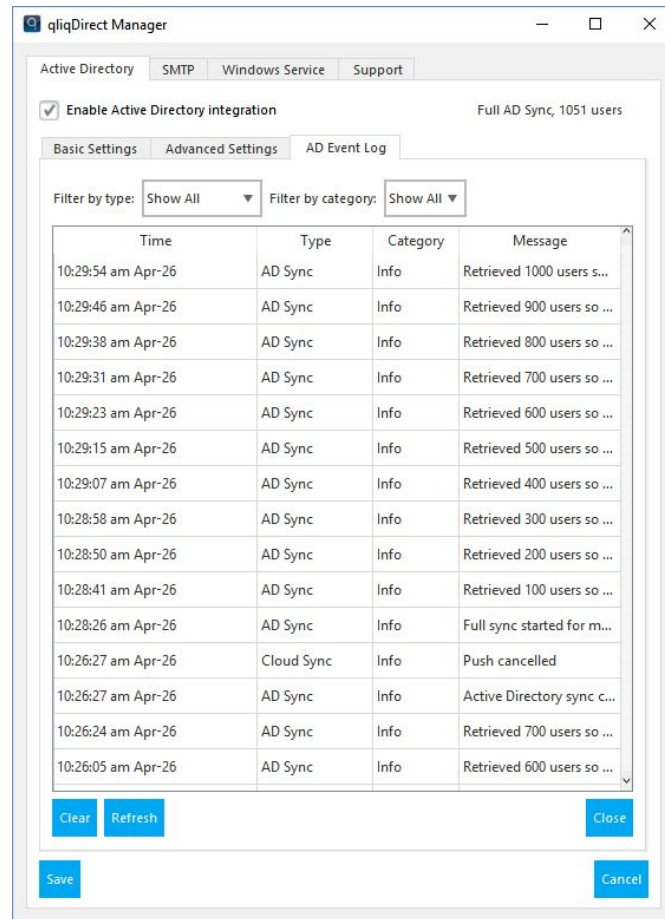 qliqDirect Manager
Active Directory SMTP Windows Service Support
Enable Active Directory integration Full AD Sync, 1051 users
Basic Settings Advanced Settings AD Event Log
Filter by type: Show All Filter by category: Show All
Time Type Category Message
10:29:54 am Apr-26 AD Sync Info Retrieved 1000 users s...
10:29:46 am Apr-26 AD Sync Info Retrieved 900 users so ...
10:29:38 am Apr-26 AD Sync Info Retrieved 800 users so ...
10:29:31 am Apr-26 AD Sync Info Retrieved 700 users so ...
10:29:23 am Apr-26 AD Sync Info Retrieved 600 users so ...
10:29:15 am Apr-26 AD Sync Info Retrieved 500 users so ...
10:29:07 am Apr-26 AD Sync Info Retrieved 400 users so ...
10:28:58 am Apr-26 AD Sync Info Retrieved 300 users so ...
10:28:50 am Apr-26 AD Sync Info Retrieved 200 users so ...
10:28:41 am Apr-26 AD Sync Info Retrieved 100 users so ...
10:28:26 am Apr-26 AD Sync Info Full sync started for m...
10:26:27 am Apr-26 Cloud Sync Info Push cancelled
10:26:27 am Apr-26 AD Sync Info Active Directory sync c...
10:26:24 am Apr-26 AD Sync Info Retrieved 700 users so ...
10:26:05 am Apr-26 AD Sync Info Retrieved 600 users so ...
Clear Refresh Close
Save Cancel